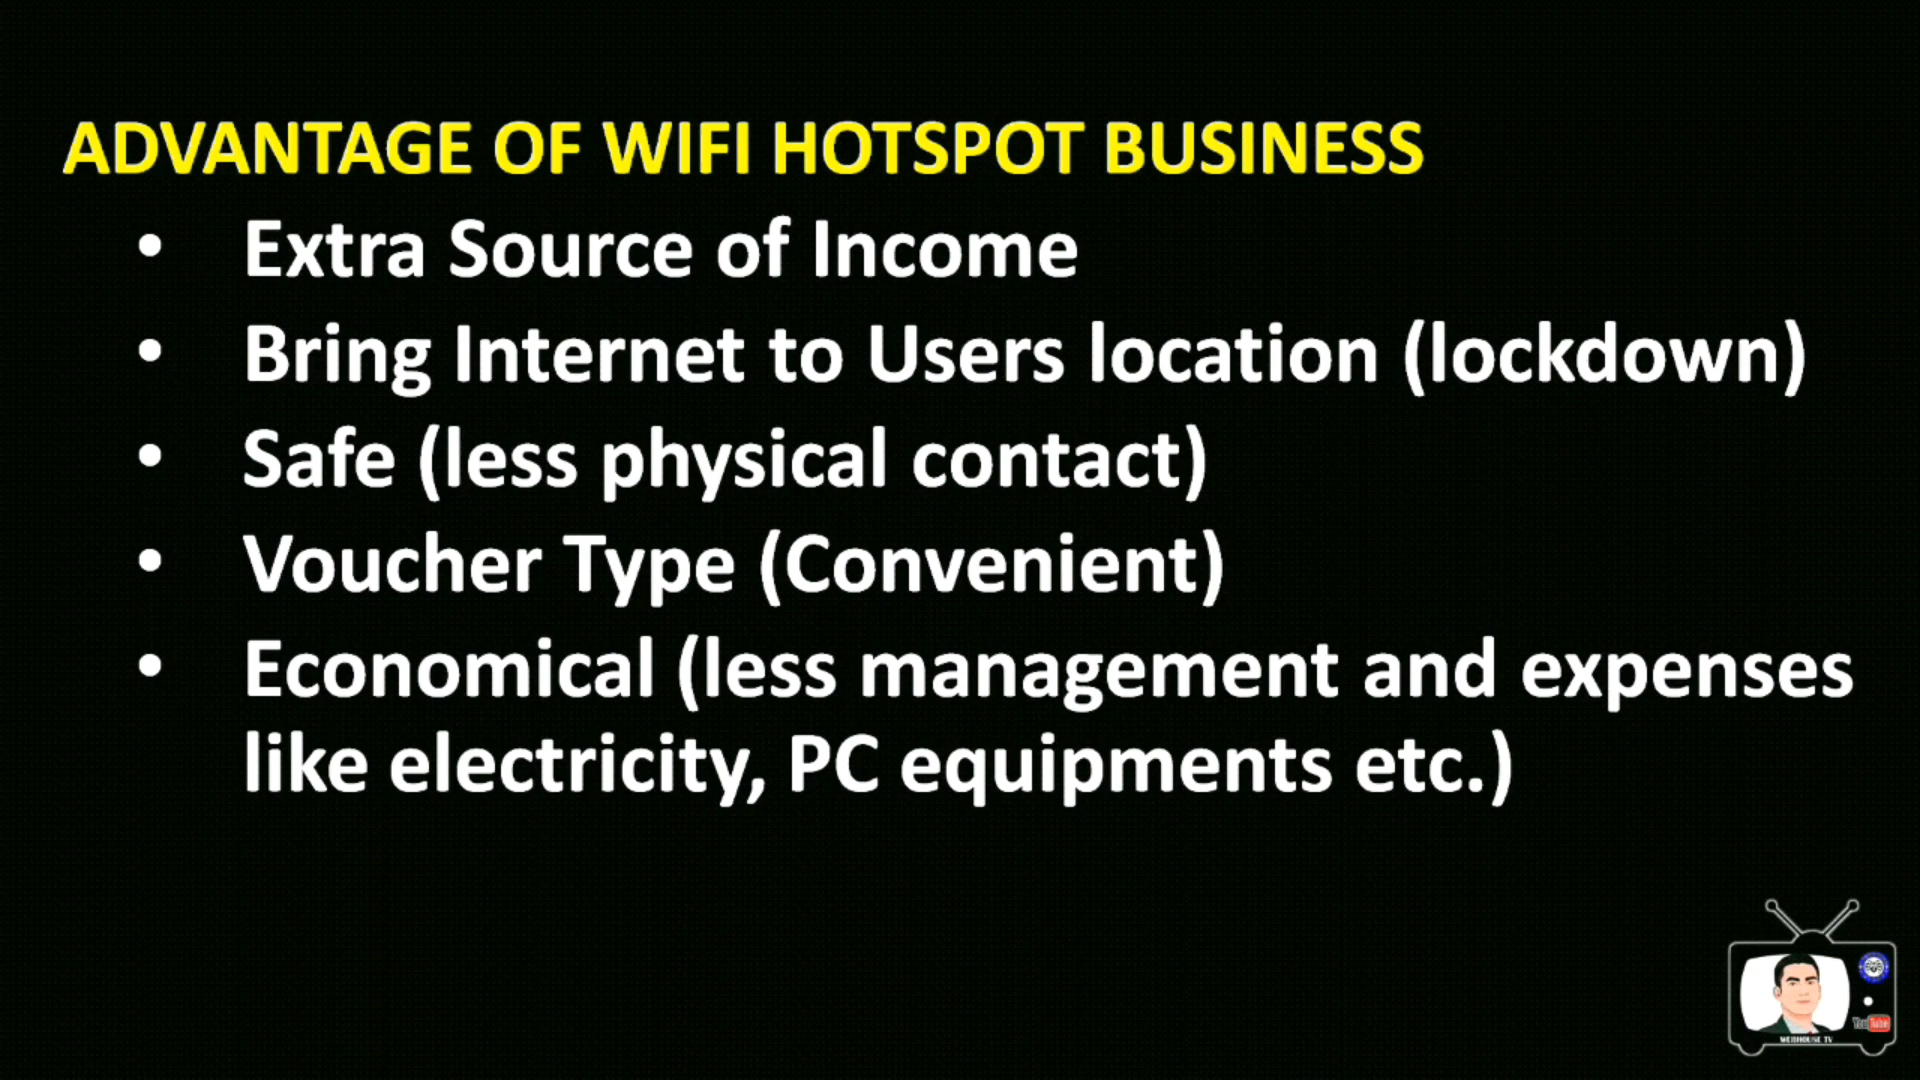 ADVANTAGE OF WIFI HOTSPOT BUSINESS
• Extra Source of Income
• Bring Internet to Users location (lockdown)
• Safe (less physical contact)
• Voucher Type (Convenient)
• Economical (less management and expenses
like electricity, PC equipments etc.)
YouTube